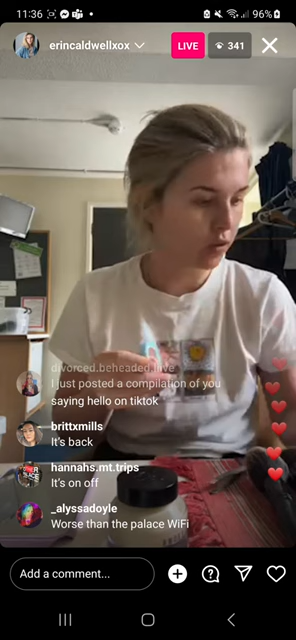 11:36
96%
erincaldwellxox
LIVE
341
divorced.beheaded.live
I just posted a compilation of you
saying hello on tiktok
brittxmills
It's back
hannahs.mt.trips
It's on off
_alyssadoyle
Worse than the palace WiFi
Add a comment...